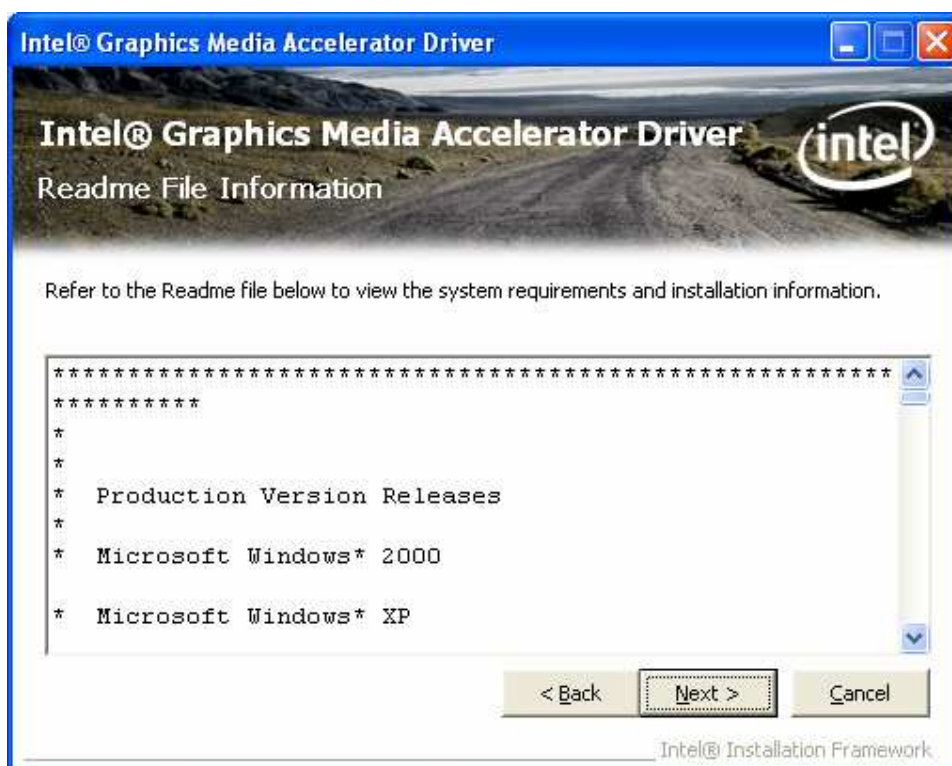 Intel® Graphics Media Accelerator Driver
Intel® Graphics Media Accelerator Driver
intel
Readme File Information
Refer to the Readme file below to view the system requirements and installation information.
*********************************************************
**********
*
*
* Production Version Releases
*
* Microsoft Windows* 2000
* Microsoft Windows* XP
< Back
Next >
Cancel
Intel® Installation Framework